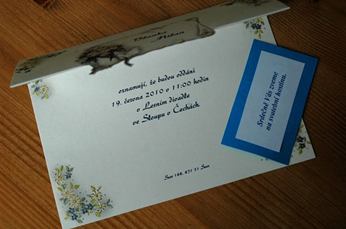 oznamují, že budou oddáni
19. června 2010 v 11:00 hodin
v Lesním divadle
ve Sloupu v Čechách
Srdečně Vás zveme
na svatební hostinu.